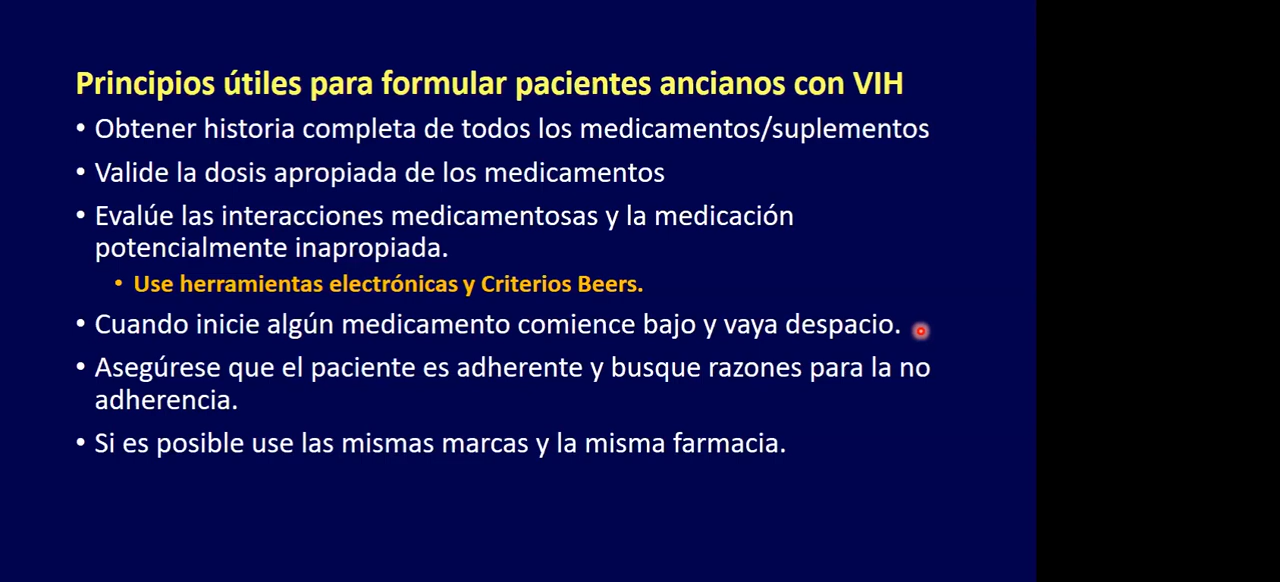 Principios útiles para formular pacientes ancianos con VIH
• Obtener historia completa de todos los medicamentos/suplementos
• Valide la dosis apropiada de los medicamentos
• Evalúe las interacciones medicamentosas y la medicación
potencialmente inapropiada.
• Use herramientas electrónicas y Criterios Beers.
• Cuando inicie algún medicamento comience bajo y vaya despacio.
• Asegúrese que el paciente es adherente y busque razones para la no
adherencia.
• Si es posible use las mismas marcas y la misma farmacia.